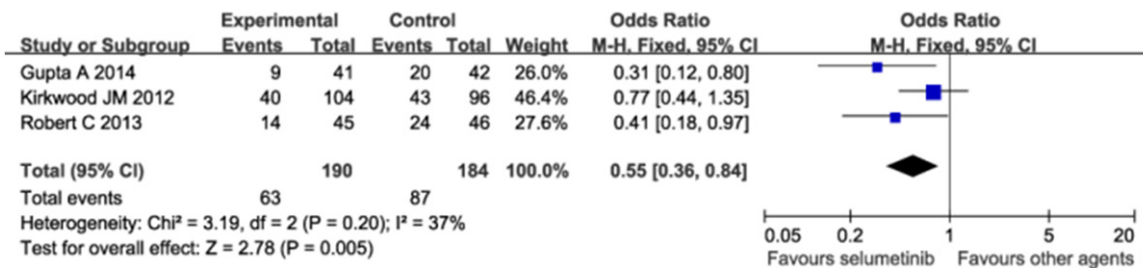 Experimental Control Odds Ratio Odds Ratio
Study or Subgroup Events Total Events Total Weight M-H, Fixed, 95% CI M-H, Fixed, 95% CI
Gupta A 2014 9 41 20 42 26.0% 0.31 [0.12, 0.80]
Kirkwood JM 2012 40 104 43 96 46.4% 0.77 [0.44, 1.35]
Robert C 2013 14 45 24 46 27.6% 0.41 [0.18, 0.97]
Total (95% CI) 190 184 100.0% 0.55 [0.36, 0.84]
Total events 63 87
Heterogeneity: Chi² = 3.19, df = 2 (P = 0.20); I² = 37%
Test for overall effect: Z = 2.78 (P = 0.005)
0.05 0.2 1 5 20
Favours selumetinib Favours other agents